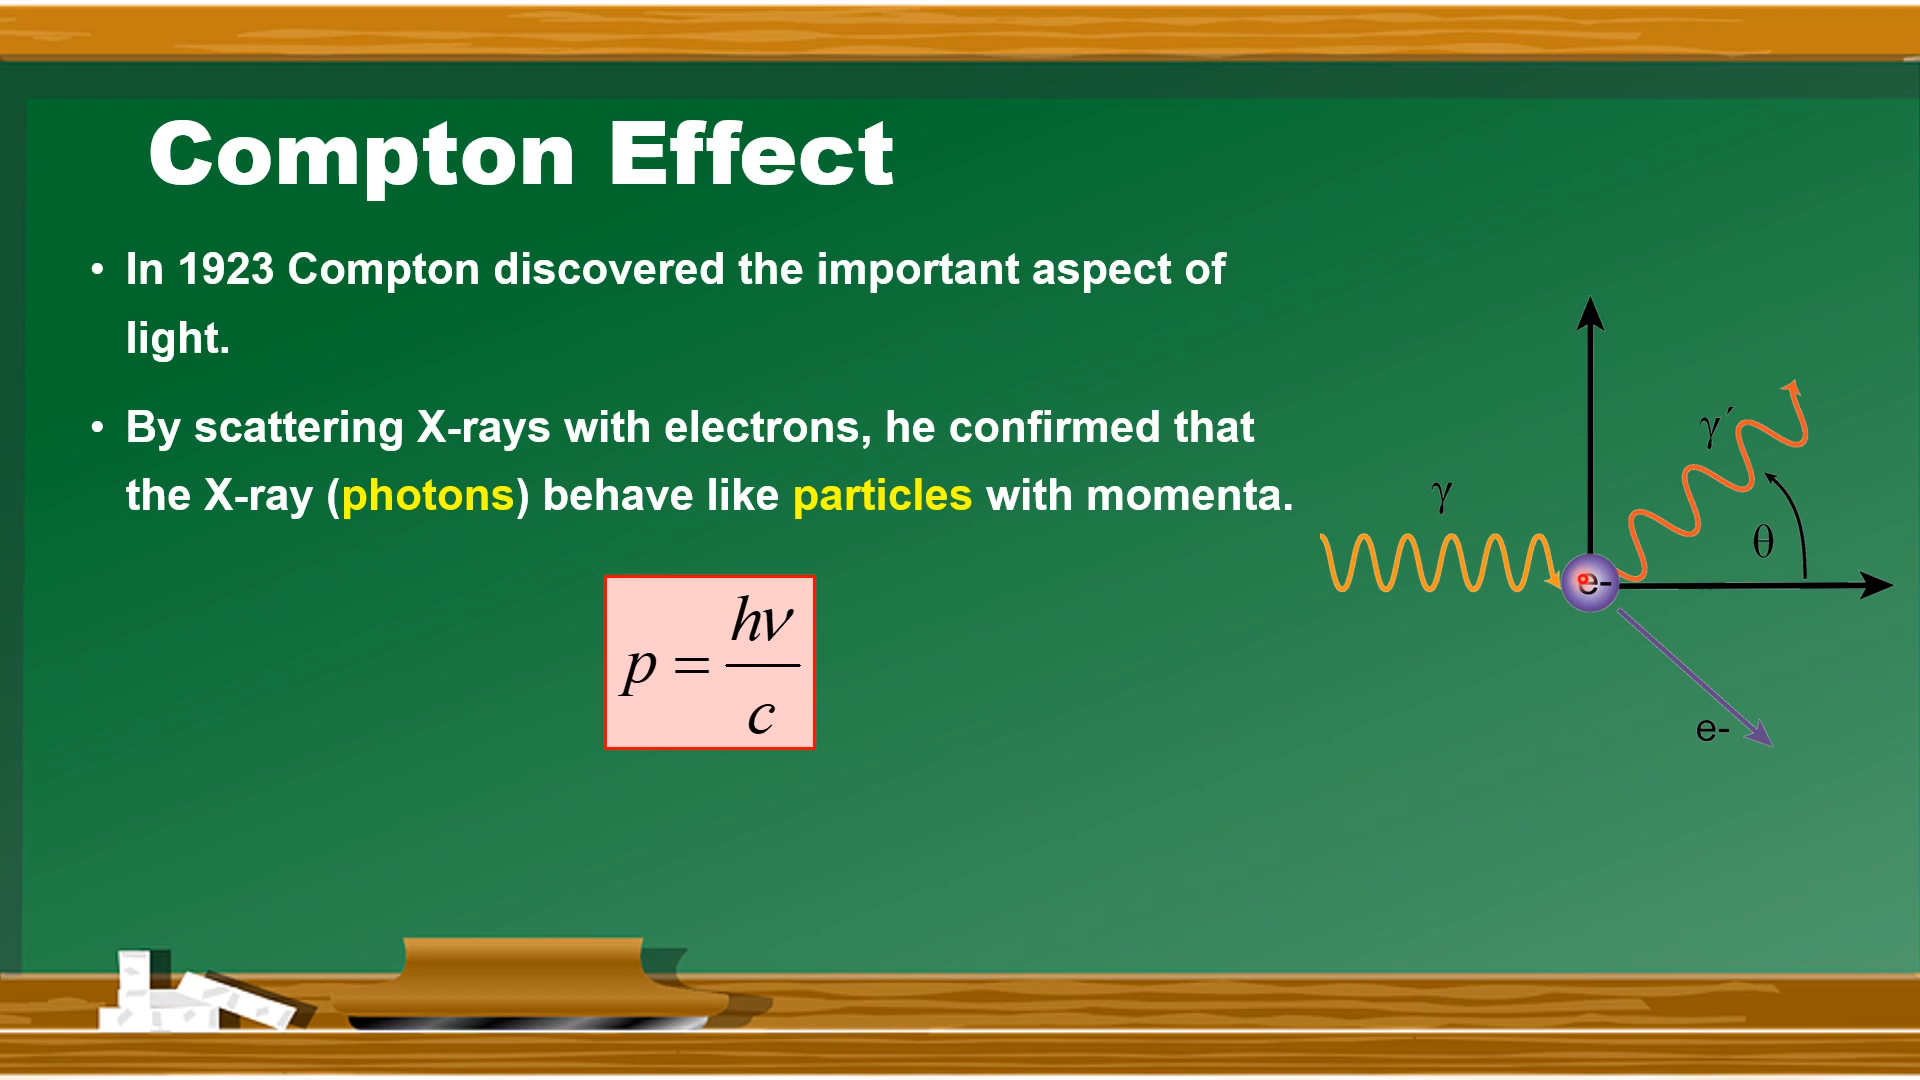 Compton Effect
• In 1923 Compton discovered the important aspect of
light.
• By scattering X-rays with electrons, he confirmed that
the X-ray (photons) behave like particles with momenta.
p = hν / c
γ
γ′
θ
e-
e-